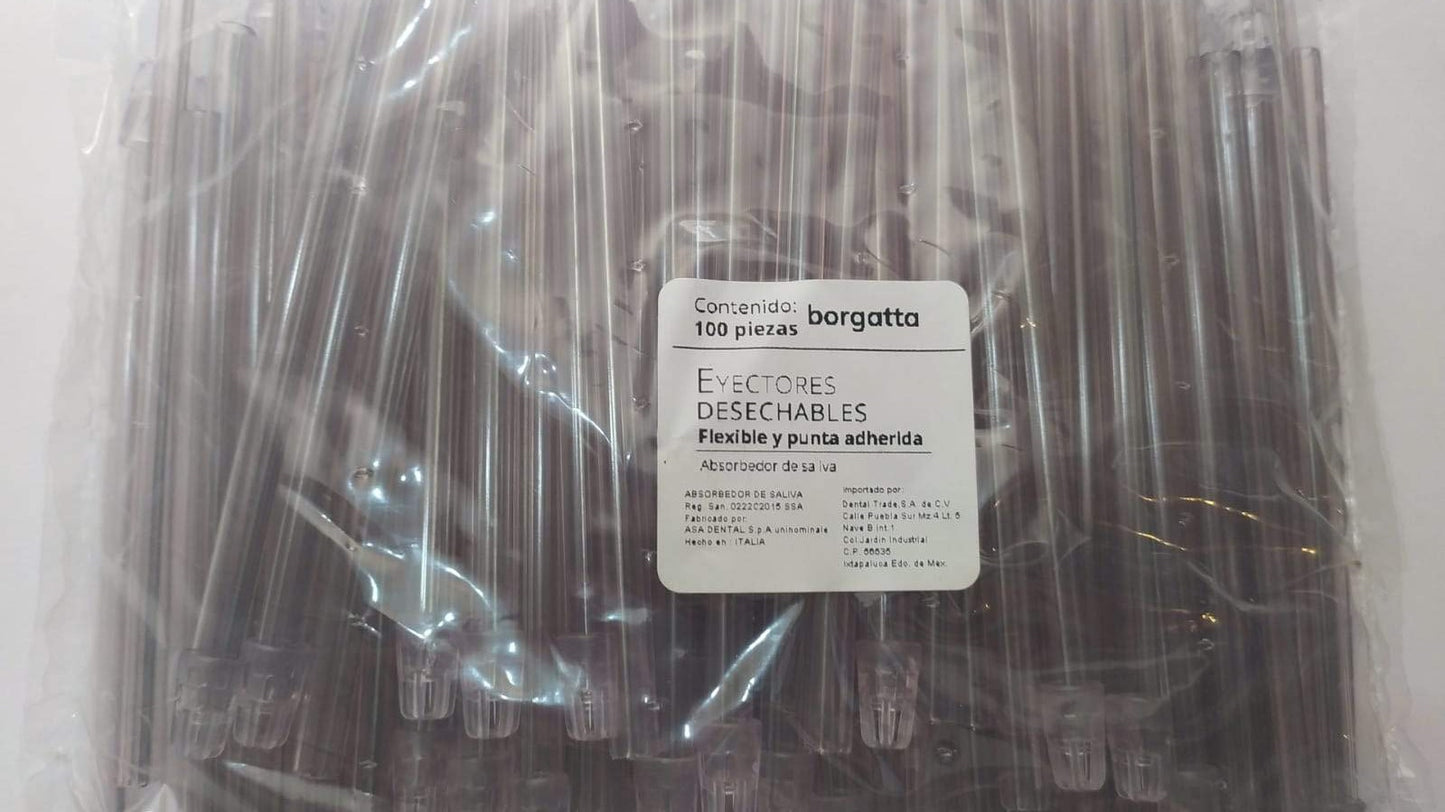 Contenido:
100 piezas
borgatta
EYECTORES
DESECHABLES
Flexible y punta adherida
Absorbedor de saliva
ABSORBEDOR DE SALIVA
Reg. San. 0222C2015 SSA
Fabricado por:
ASA DENTAL S.p.A uninominale
Hecho en : ITALIA
Importado por:
Dental Trade,S.A. de C.V
Calle Puebla Sur Mz.4 Lt. 5
Nave B int.1
Col.Jardin Industrial
C.P. 56535
Ixtapaluca Edo. de Mex.